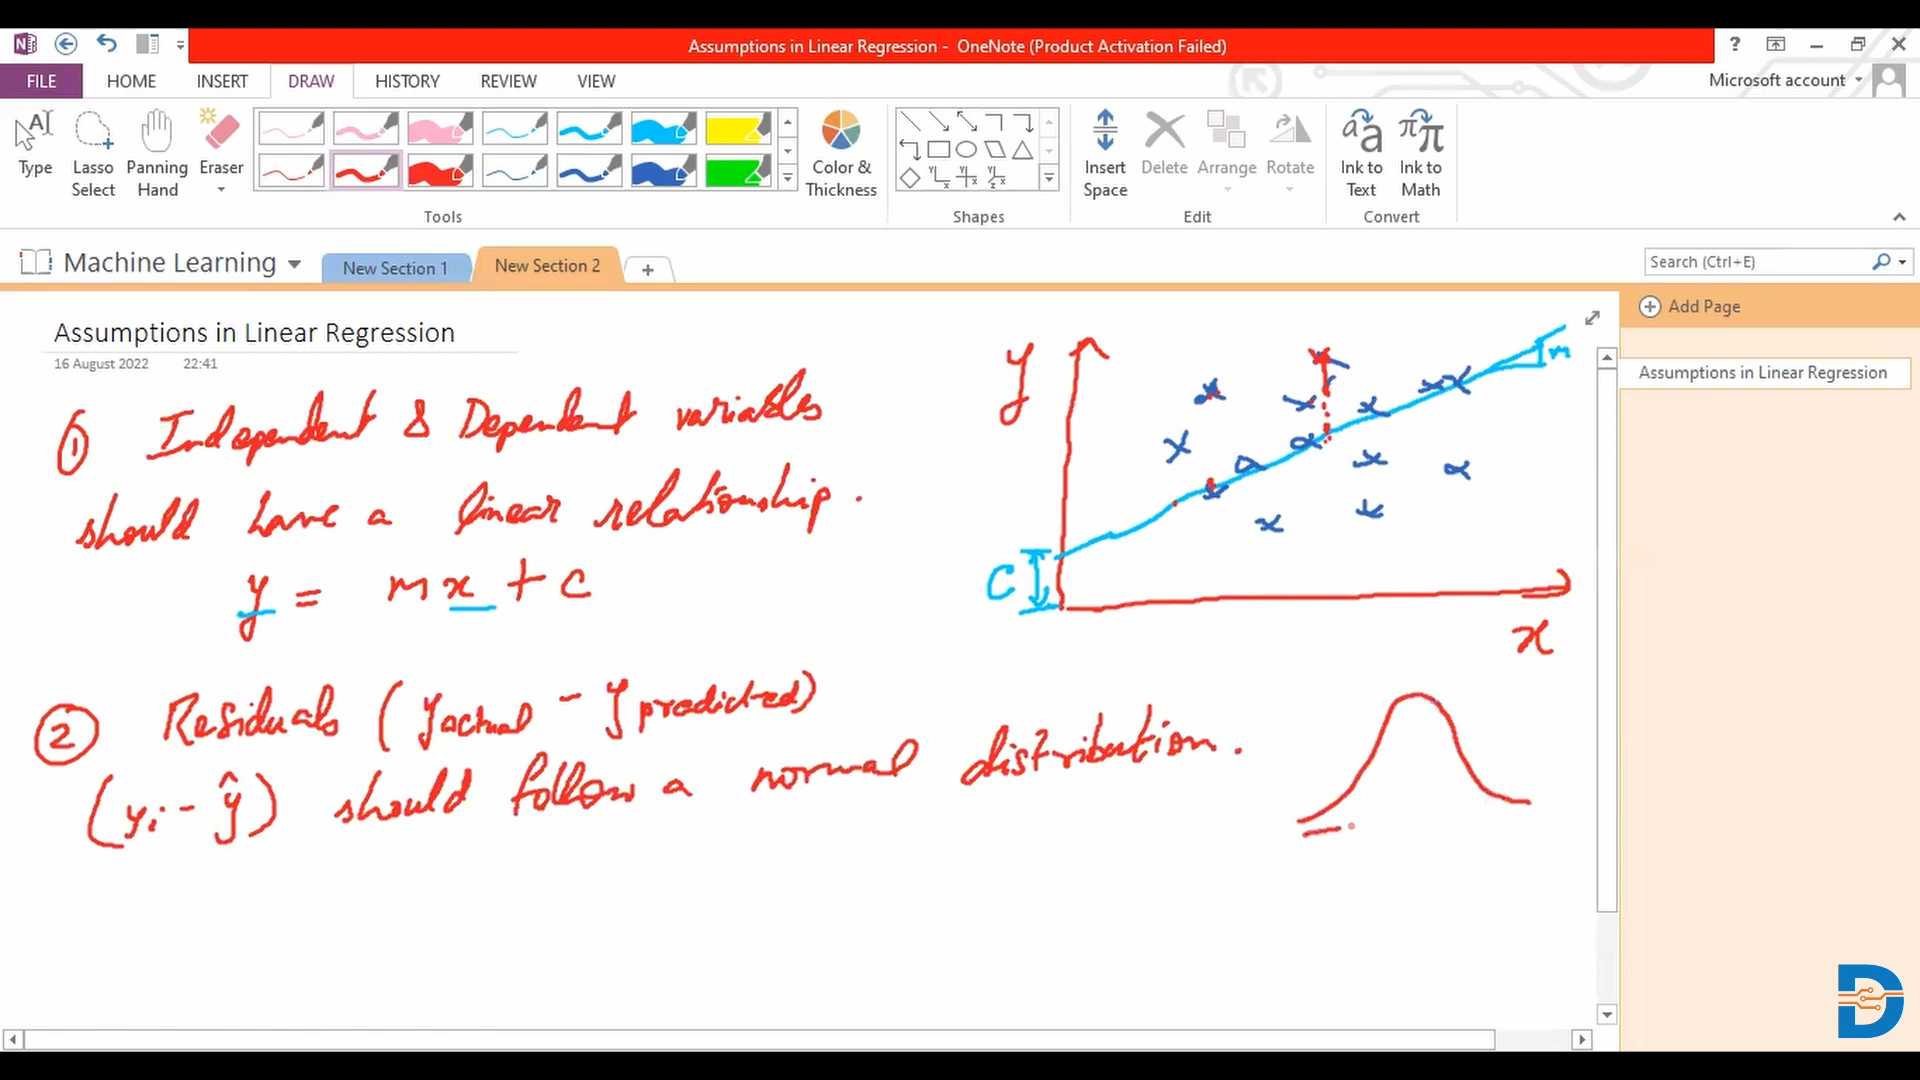 Assumptions in Linear Regression - OneNote (Product Activation Failed)
?
FILE HOME INSERT DRAW HISTORY REVIEW VIEW
Microsoft account
Type
Lasso Select
Panning Hand
Eraser
Color & Thickness
Insert Space
Delete
Arrange
Rotate
Ink to Text
Ink to Math
Tools
Shapes
Edit
Convert
Machine Learning
New Section 1
New Section 2
+
Search (Ctrl+E)
Add Page
Assumptions in Linear Regression
Assumptions in Linear Regression
16 August 2022 22:41
① Independent & Dependent variables
should have a linear relationship.
y = mx + c
y
m
C
x
② Residuals (yactual - ypredicted)
(yi - ŷ) should follow a normal distribution.